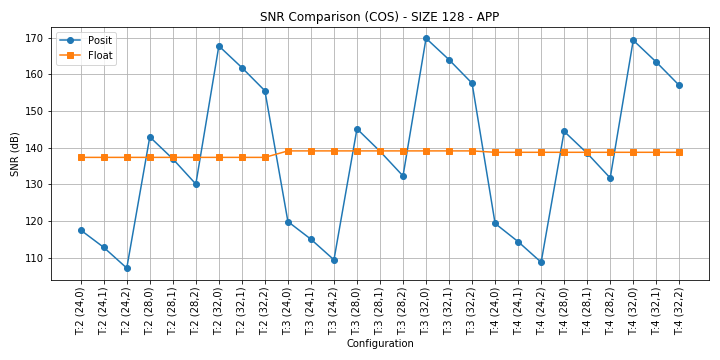 SNR Comparison (COS) - SIZE 128 - APP
Posit
Float
SNR (dB)
170
160
150
140
130
120
110
T:2 (24,0)
T:2 (24,1)
T:2 (24,2)
T:2 (28,0)
T:2 (28,1)
T:2 (28,2)
T:2 (32,0)
T:2 (32,1)
T:2 (32,2)
T:3 (24,0)
T:3 (24,1)
T:3 (24,2)
T:3 (28,0)
T:3 (28,1)
T:3 (28,2)
T:3 (32,0)
T:3 (32,1)
T:3 (32,2)
T:4 (24,0)
T:4 (24,1)
T:4 (24,2)
T:4 (28,0)
T:4 (28,1)
T:4 (28,2)
T:4 (32,0)
T:4 (32,1)
T:4 (32,2)
Configuration